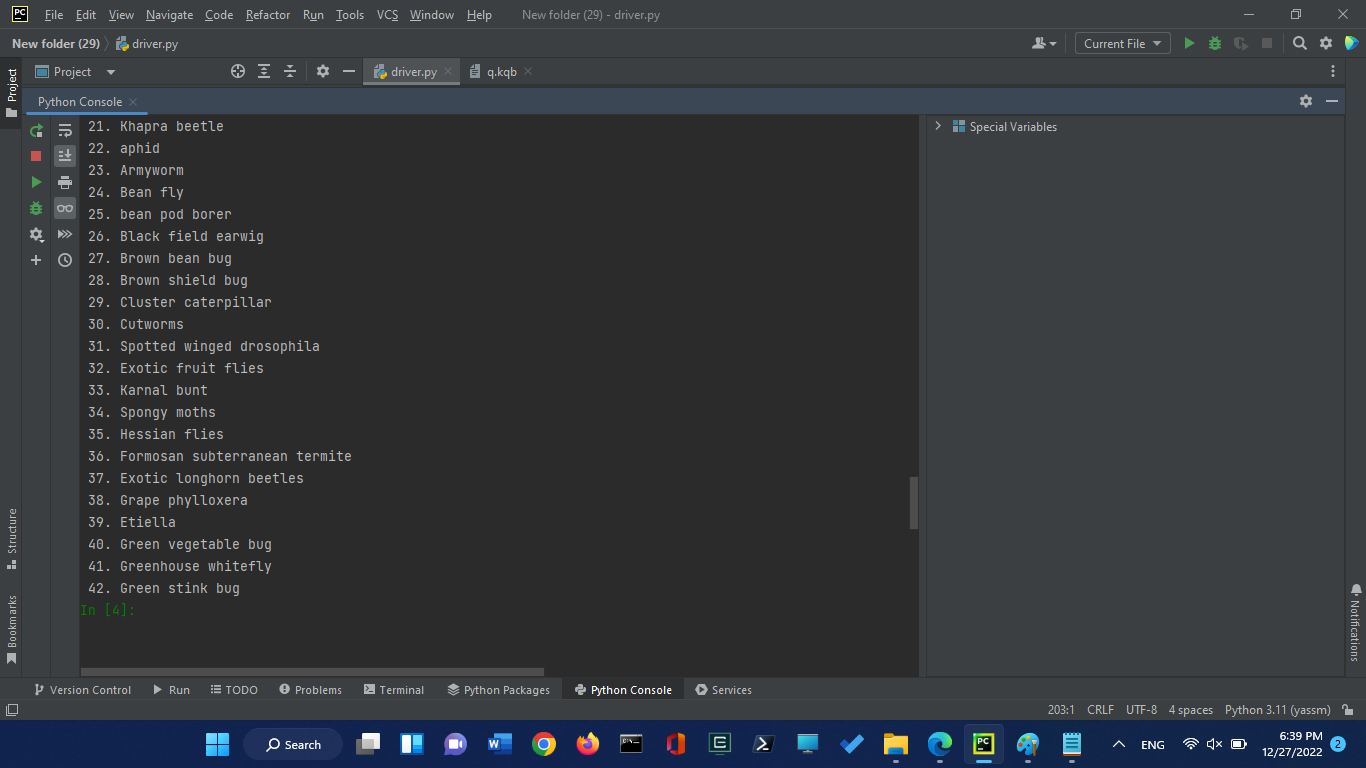 PC File Edit View Navigate Code Refactor Run Tools VCS Window Help New folder (29) - driver.py
New folder (29) driver.py Current File
Project
Project driver.py q.kqb
Python Console
Special Variables
21. Khapra beetle
22. aphid
23. Armyworm
24. Bean fly
25. bean pod borer
26. Black field earwig
27. Brown bean bug
28. Brown shield bug
29. Cluster caterpillar
30. Cutworms
31. Spotted winged drosophila
32. Exotic fruit flies
33. Karnal bunt
34. Spongy moths
35. Hessian flies
36. Formosan subterranean termite
37. Exotic longhorn beetles
38. Grape phylloxera
39. Etiella
40. Green vegetable bug
41. Greenhouse whitefly
42. Green stink bug
In [4]:
Structure
Bookmarks
Notifications
Version Control Run TODO Problems Terminal Python Packages Python Console Services
203:1 CRLF UTF-8 4 spaces Python 3.11 (yassm)
Search ENG 6:39 PM
12/27/2022 2